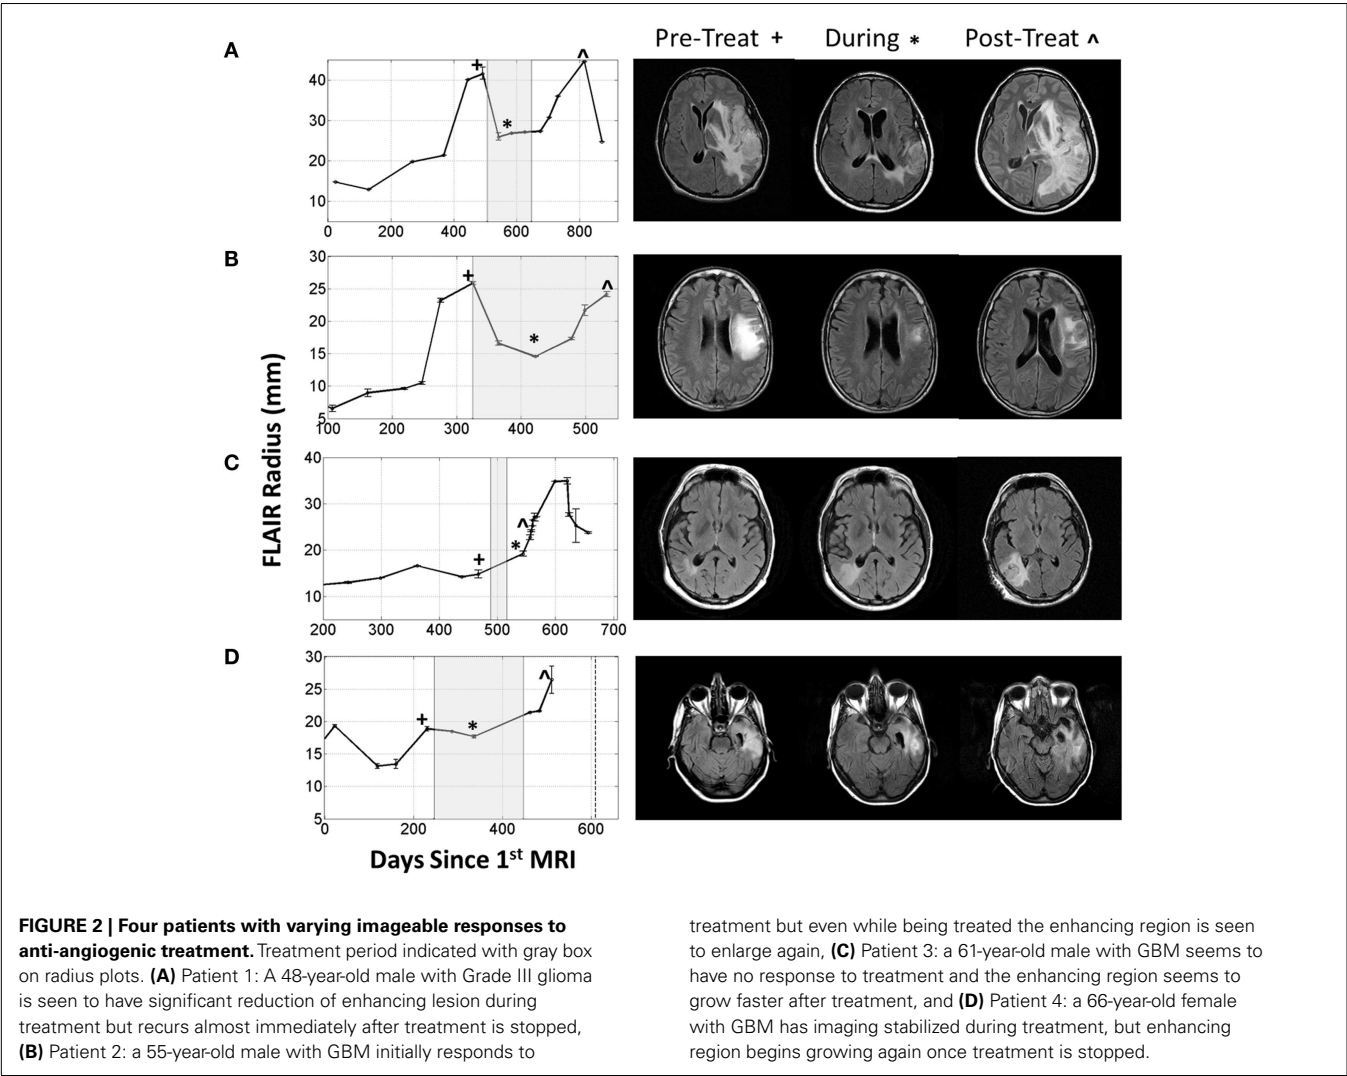 Pre-Treat +
During *
Post-Treat ^
A
40
30
20
10
0 200 400 600 800
+
*
^
B
30
25
20
15
10
5
100 200 300 400 500
+
*
^
C
40
30
20
10
200 300 400 500 600 700
+
*
^
D
30
25
20
15
10
5
0 200 400 600
+
*
^
FLAIR Radius (mm)
Days Since 1st MRI
FIGURE 2 | Four patients with varying imageable responses to
anti-angiogenic treatment. Treatment period indicated with gray box
on radius plots. (A) Patient 1: A 48-year-old male with Grade III glioma
is seen to have significant reduction of enhancing lesion during
treatment but recurs almost immediately after treatment is stopped,
(B) Patient 2: a 55-year-old male with GBM initially responds to
treatment but even while being treated the enhancing region is seen
to enlarge again, (C) Patient 3: a 61-year-old male with GBM seems to
have no response to treatment and the enhancing region seems to
grow faster after treatment, and (D) Patient 4: a 66-year-old female
with GBM has imaging stabilized during treatment, but enhancing
region begins growing again once treatment is stopped.